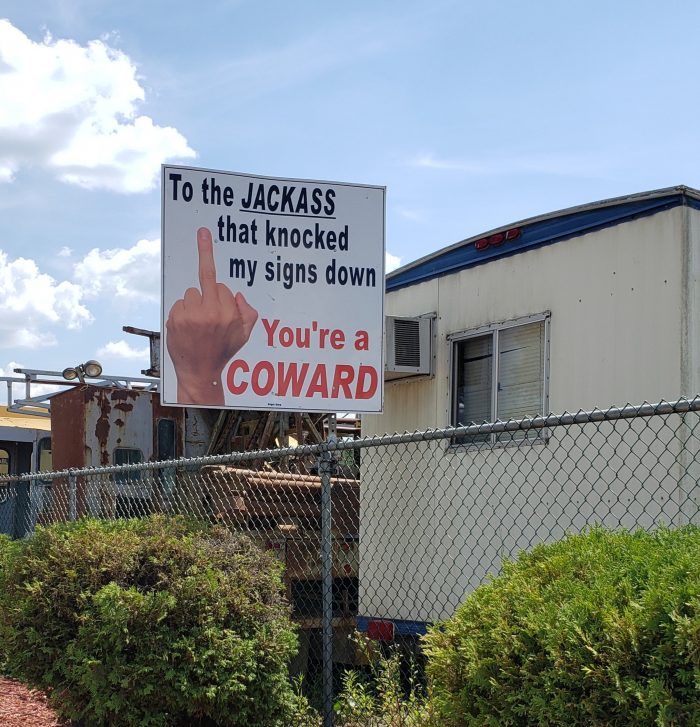 To the JACKASS
that knocked
my signs down
You're a
COWARD